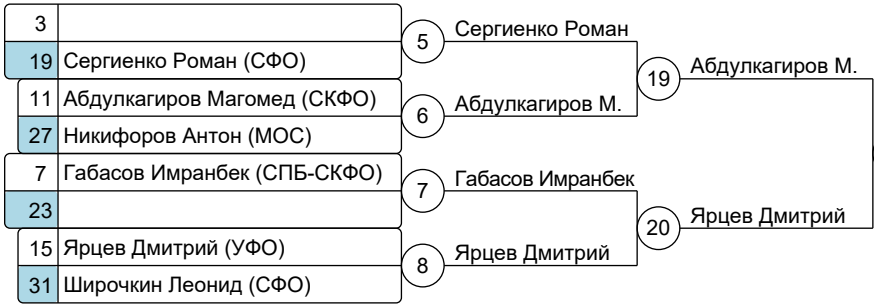 3
5
Сергиенко Роман
19 Сергиенко Роман (СФО)
19
Абдулкагиров М.
11 Абдулкагиров Магомед (СКФО)
6
Абдулкагиров М.
27 Никифоров Антон (МОС)
7 Габасов Имранбек (СПБ-СКФО)
7
Габасов Имранбек
23
20
Ярцев Дмитрий
15 Ярцев Дмитрий (УФО)
8
Ярцев Дмитрий
31 Широчкин Леонид (СФО)